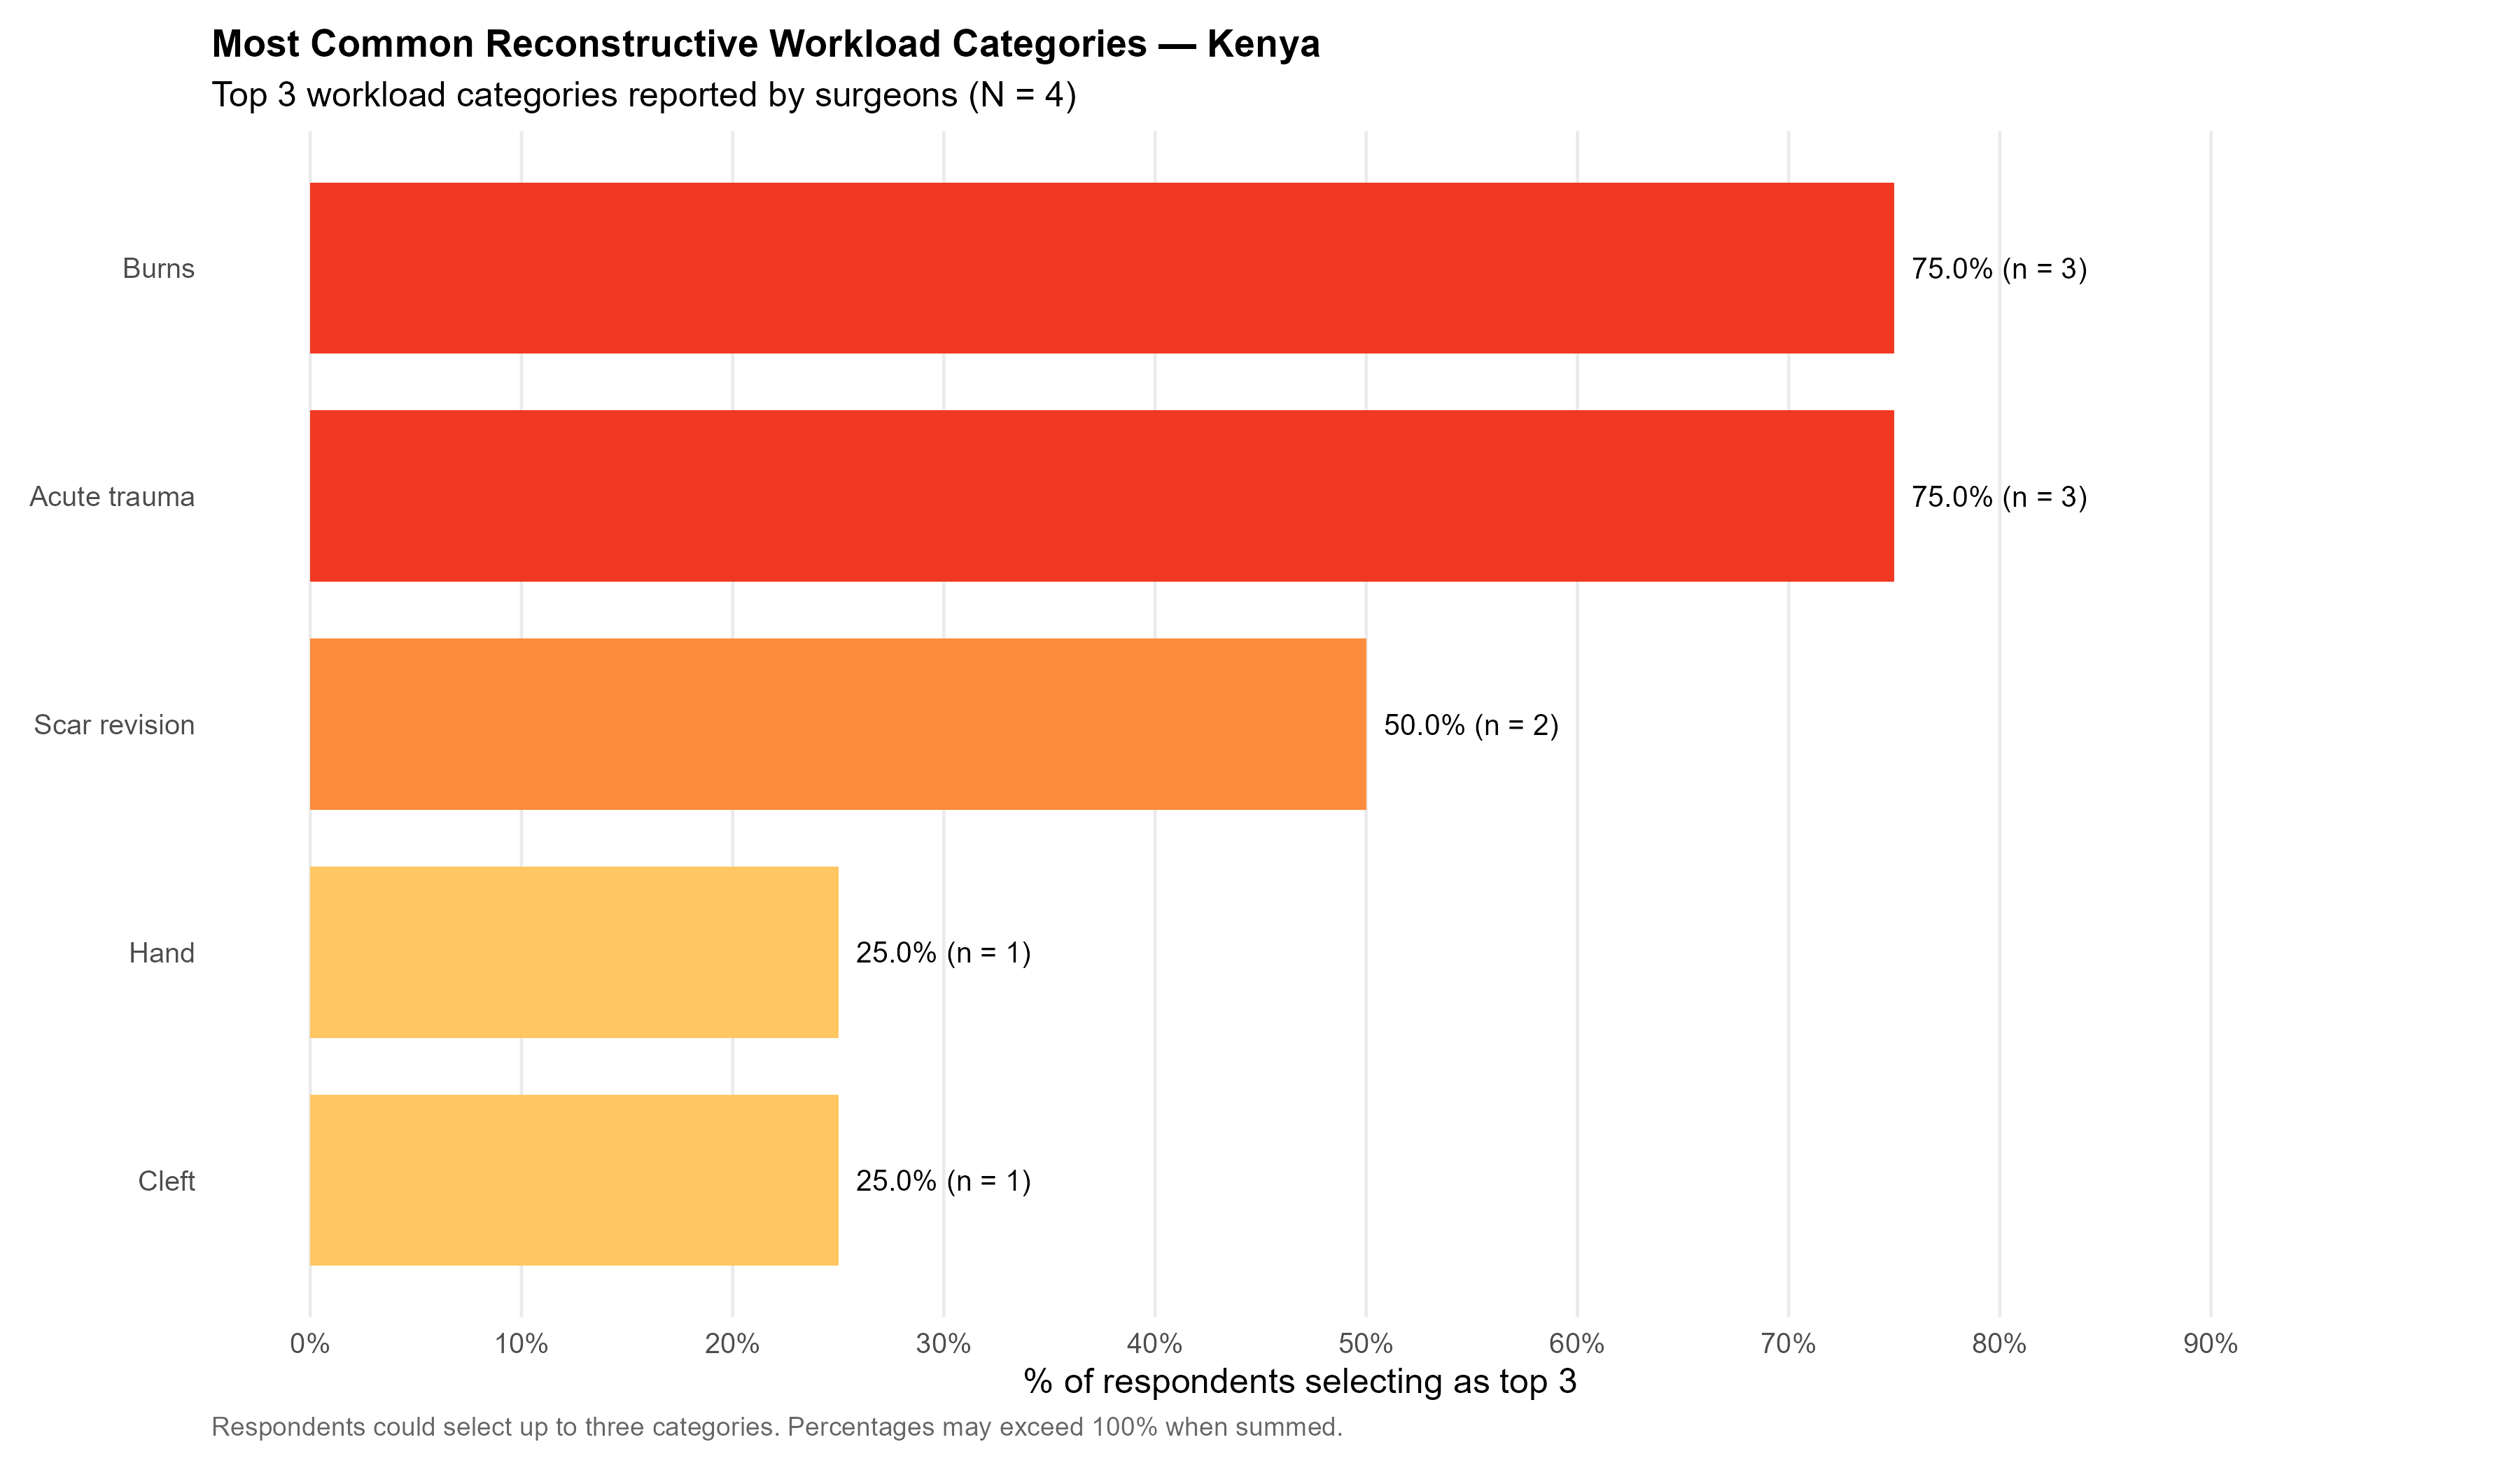 Most Common Reconstructive Workload Categories — Kenya
Top 3 workload categories reported by surgeons (N = 4)
Burns
75.0% (n = 3)
Acute trauma
75.0% (n = 3)
Scar revision
50.0% (n = 2)
Hand
25.0% (n = 1)
Cleft
25.0% (n = 1)
0% 10% 20% 30% 40% 50% 60% 70% 80% 90%
% of respondents selecting as top 3
Respondents could select up to three categories. Percentages may exceed 100% when summed.